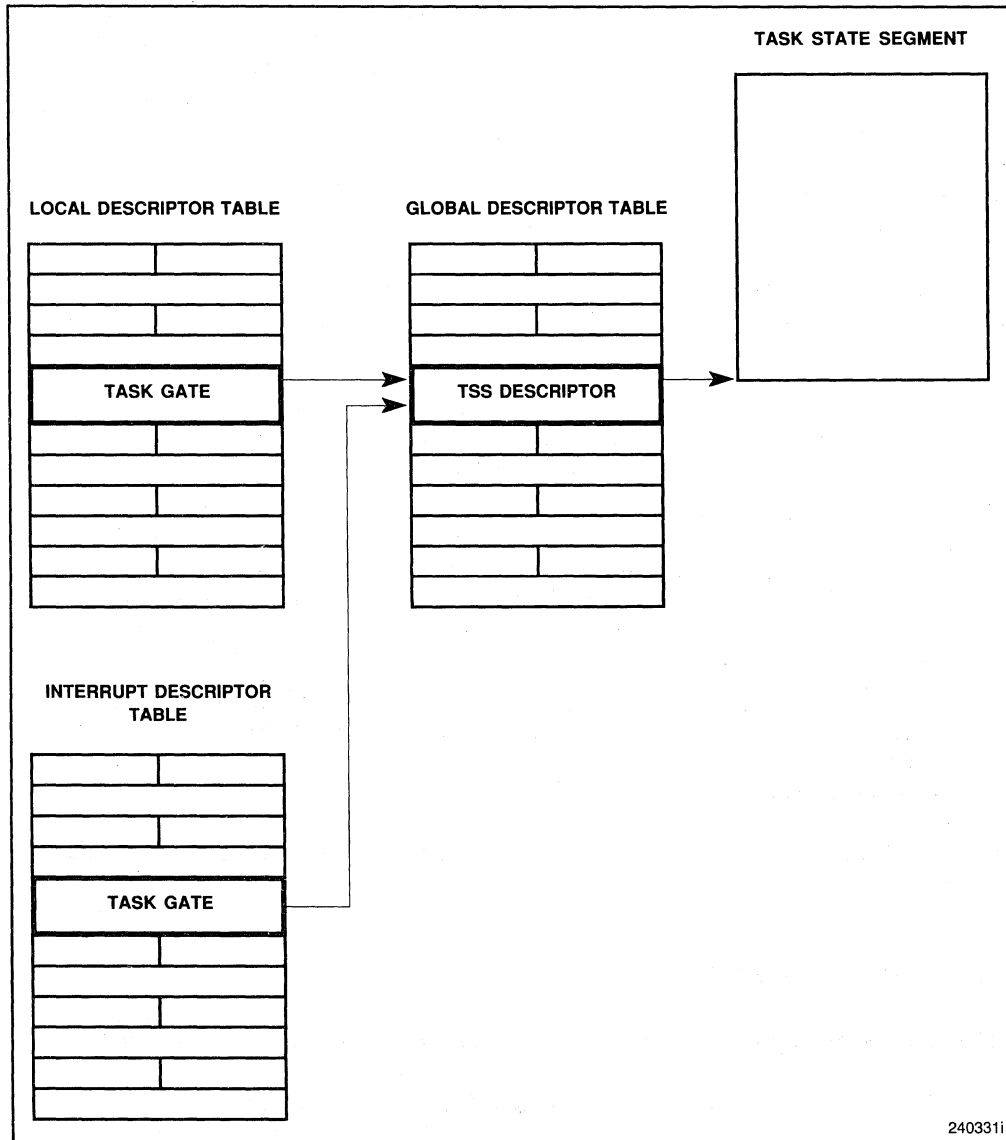 TASK STATE SEGMENT
LOCAL DESCRIPTOR TABLE
GLOBAL DESCRIPTOR TABLE
TASK GATE
TSS DESCRIPTOR
INTERRUPT DESCRIPTOR
TABLE
TASK GATE
240331i